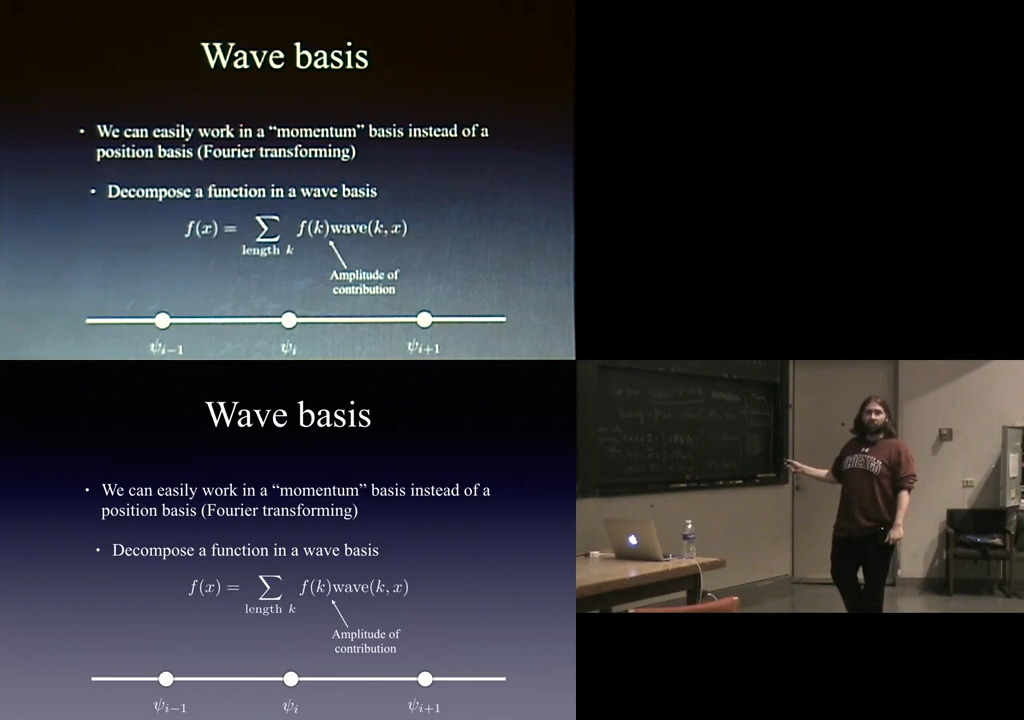 Wave basis
• We can easily work in a “momentum” basis instead of a
position basis (Fourier transforming)
• Decompose a function in a wave basis
f(x) = ∑ f(k)wave(k, x)
length k
Amplitude of
contribution
ψᵢ₋₁ ψᵢ ψᵢ₊₁
Wave basis
• We can easily work in a “momentum” basis instead of a
position basis (Fourier transforming)
• Decompose a function in a wave basis
f(x) = ∑ f(k)wave(k, x)
length k
Amplitude of
contribution
ψᵢ₋₁ ψᵢ ψᵢ₊₁
CHICAGO